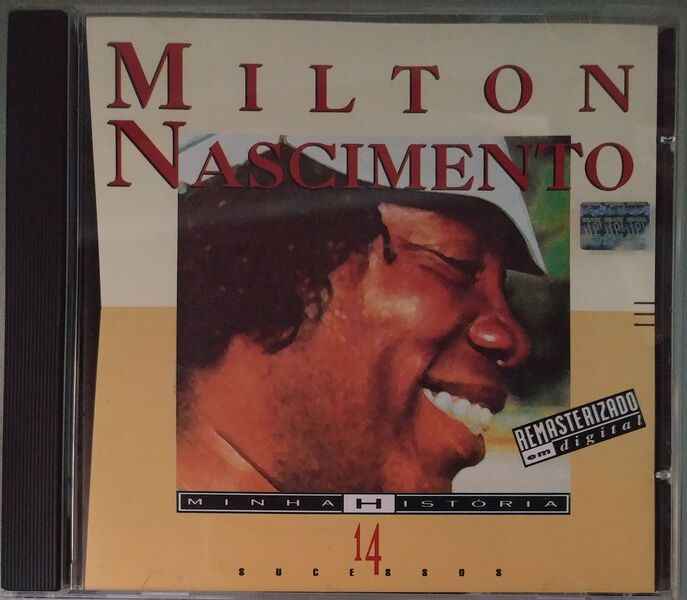 MILTON
NASCIMENTO
REMASTERIZADO
em digital
MINHA HISTÓRIA
14
SUCESSOS